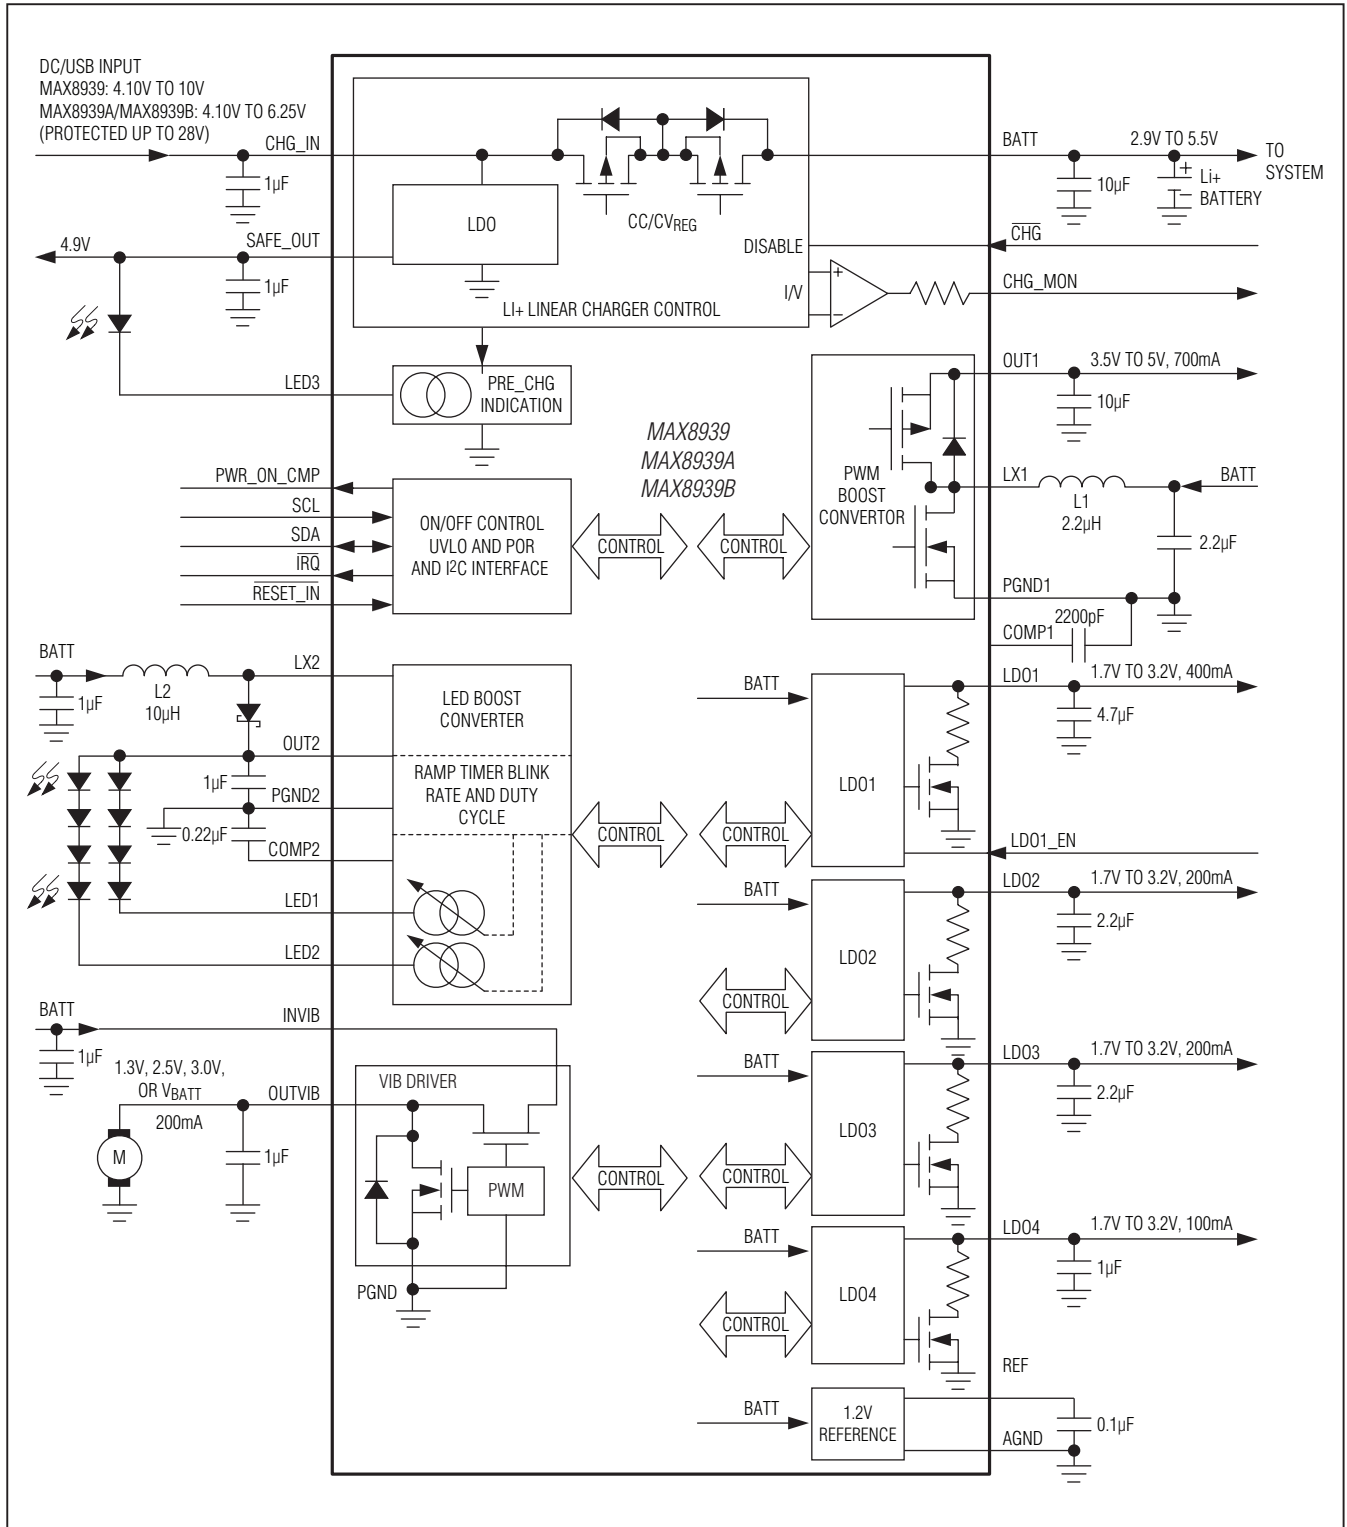 DC/USB INPUT
MAX8939: 4.10V TO 10V
MAX8939A/MAX8939B: 4.10V TO 6.25V
(PROTECTED UP TO 28V)
CHG_IN
1µF
LDO
CC/CVREG
BATT
2.9V TO 5.5V
TO
SYSTEM
10µF
+
Li+
BATTERY
−
4.9V
SAFE_OUT
1µF
DISABLE
CHG
I/V
+
−
CHG_MON
LI+ LINEAR CHARGER CONTROL
LED3
PRE_CHG
INDICATION
OUT1
3.5V TO 5V, 700mA
10µF
MAX8939
MAX8939A
MAX8939B
PWM
BOOST
CONVERTOR
LX1
L1
2.2µH
BATT
2.2µF
PGND1
2200pF
COMP1
PWR_ON_CMP
SCL
SDA
IRQ
RESET_IN
ON/OFF CONTROL
UVLO AND POR
AND I2C INTERFACE
CONTROL
CONTROL
BATT
1µF
L2
10µH
LX2
LED BOOST
CONVERTER
OUT2
1µF
PGND2
0.22µF
COMP2
RAMP TIMER BLINK
RATE AND DUTY
CYCLE
LED1
LED2
CONTROL
CONTROL
BATT
LDO1
LDO1
1.7V TO 3.2V, 400mA
4.7µF
LDO1_EN
BATT
LDO2
CONTROL
LDO2
1.7V TO 3.2V, 200mA
2.2µF
BATT
1µF
INVIB
1.3V, 2.5V, 3.0V,
OR VBATT
200mA
OUTVIB
M
1µF
VIB DRIVER
PWM
PGND
CONTROL
CONTROL
BATT
LDO3
LDO3
1.7V TO 3.2V, 200mA
2.2µF
BATT
LDO4
CONTROL
LDO4
1.7V TO 3.2V, 100mA
1µF
BATT
1.2V
REFERENCE
REF
0.1µF
AGND